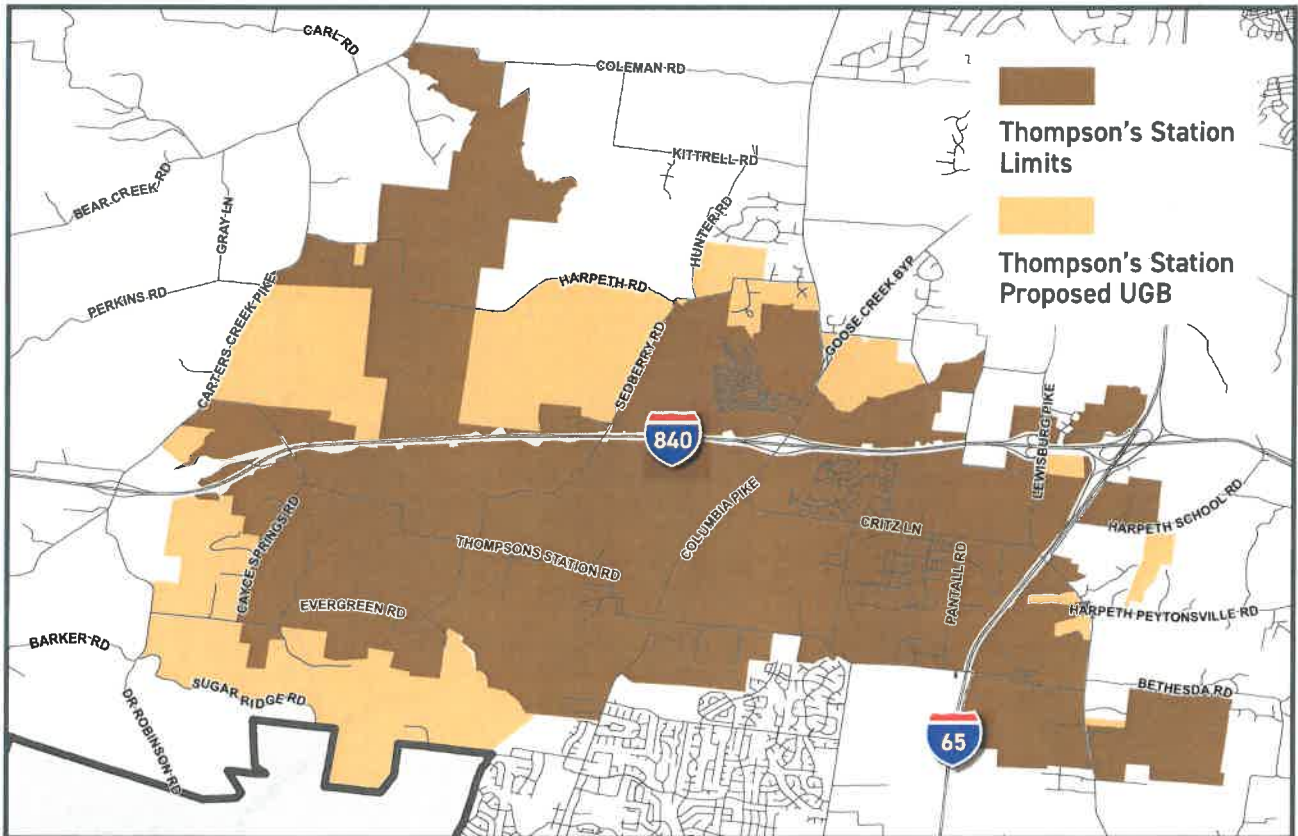 CARL RD
COLEMAN RD
Thompson's Station
Limits
KITTRELL RD
BEAR CREEK RD
GRAY LN
HUNTER RD
Thompson's Station
Proposed UGB
HARPETH RD
PERKINS RD
CARTERS CREEK PIKE
GOOSE CREEK BYP
SEDBERRY RD
840
LEWISBURG PIKE
COLUMBIA PIKE
HARPETH SCHOOL RD
CRITZ LN
CAYCE SPRINGS RD
THOMPSONS STATION RD
PANTALL RD
EVERGREEN RD
HARPETH PEYTONSVILLE RD
BARKER RD
BETHESDA RD
SUGAR RIDGE RD
DR ROBINSON RD
65